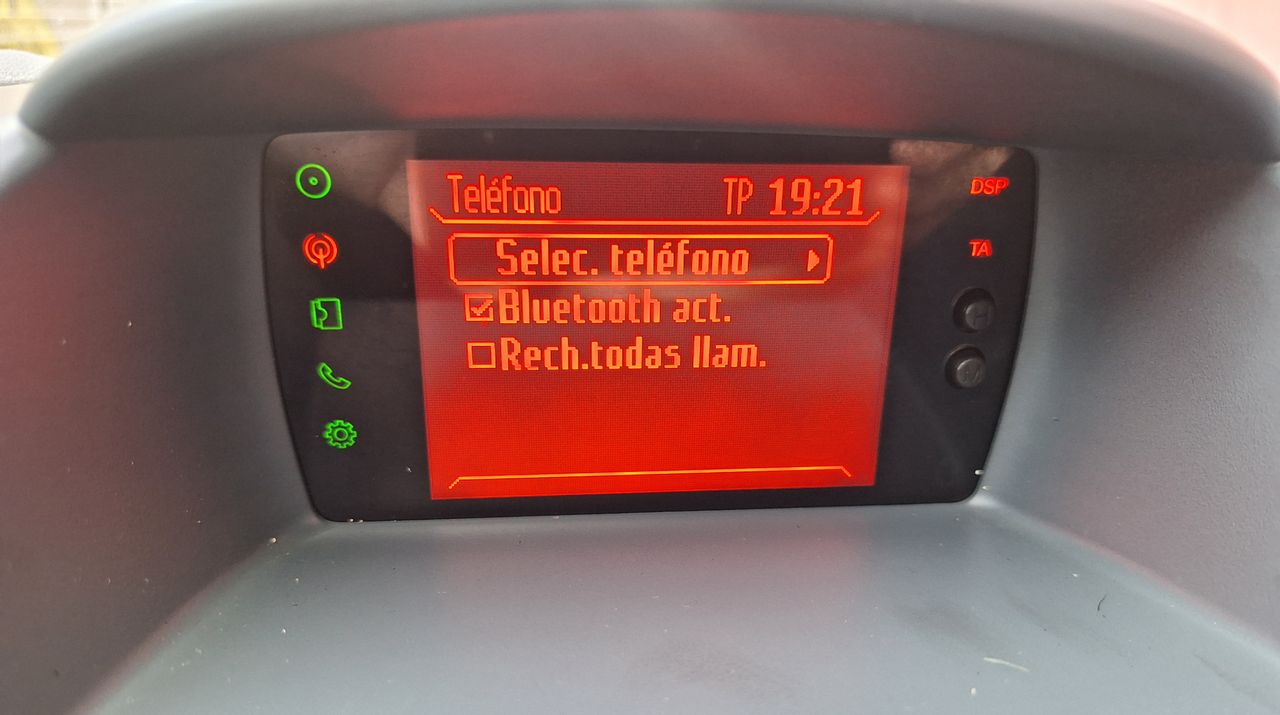 Teléfono TP 19:21
Selec. teléfono
Bluetooth act.
Rech.todas llam.
DSP
TA
H
M